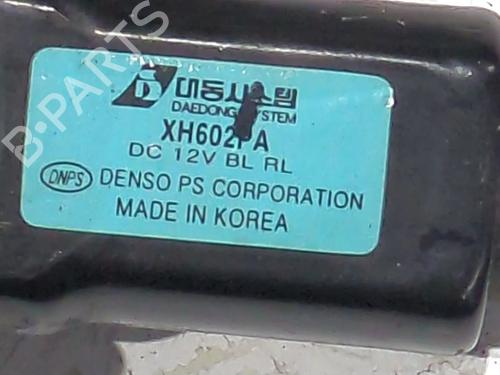 대동시스템
DAEDONG SYSTEM
DC 12V BL RL
DNPS DENSO PS CORPORATION
MADE IN KOREA
B-PARTS